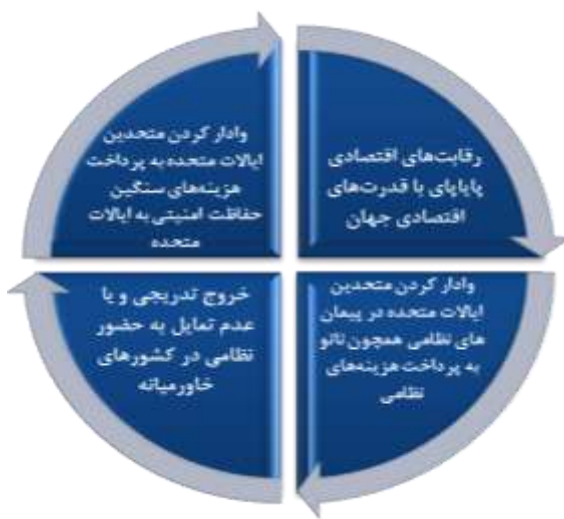 رقابت‌های اقتصادی
پایاپای با قدرت‌های
اقتصادی جهان
وادار کردن متحدین
ایالات متحده در پیمان
های نظامی همچون ناتو
به پرداخت هزینه‌های
نظامی
خروج تدریجی و یا
عدم تمایل به حضور
نظامی در کشورهای
خاورمیانه
وادار کردن متحدین
ایالات متحده به پرداخت
هزینه‌های سنگین
حفاظت امنیتی به ایالات
متحده